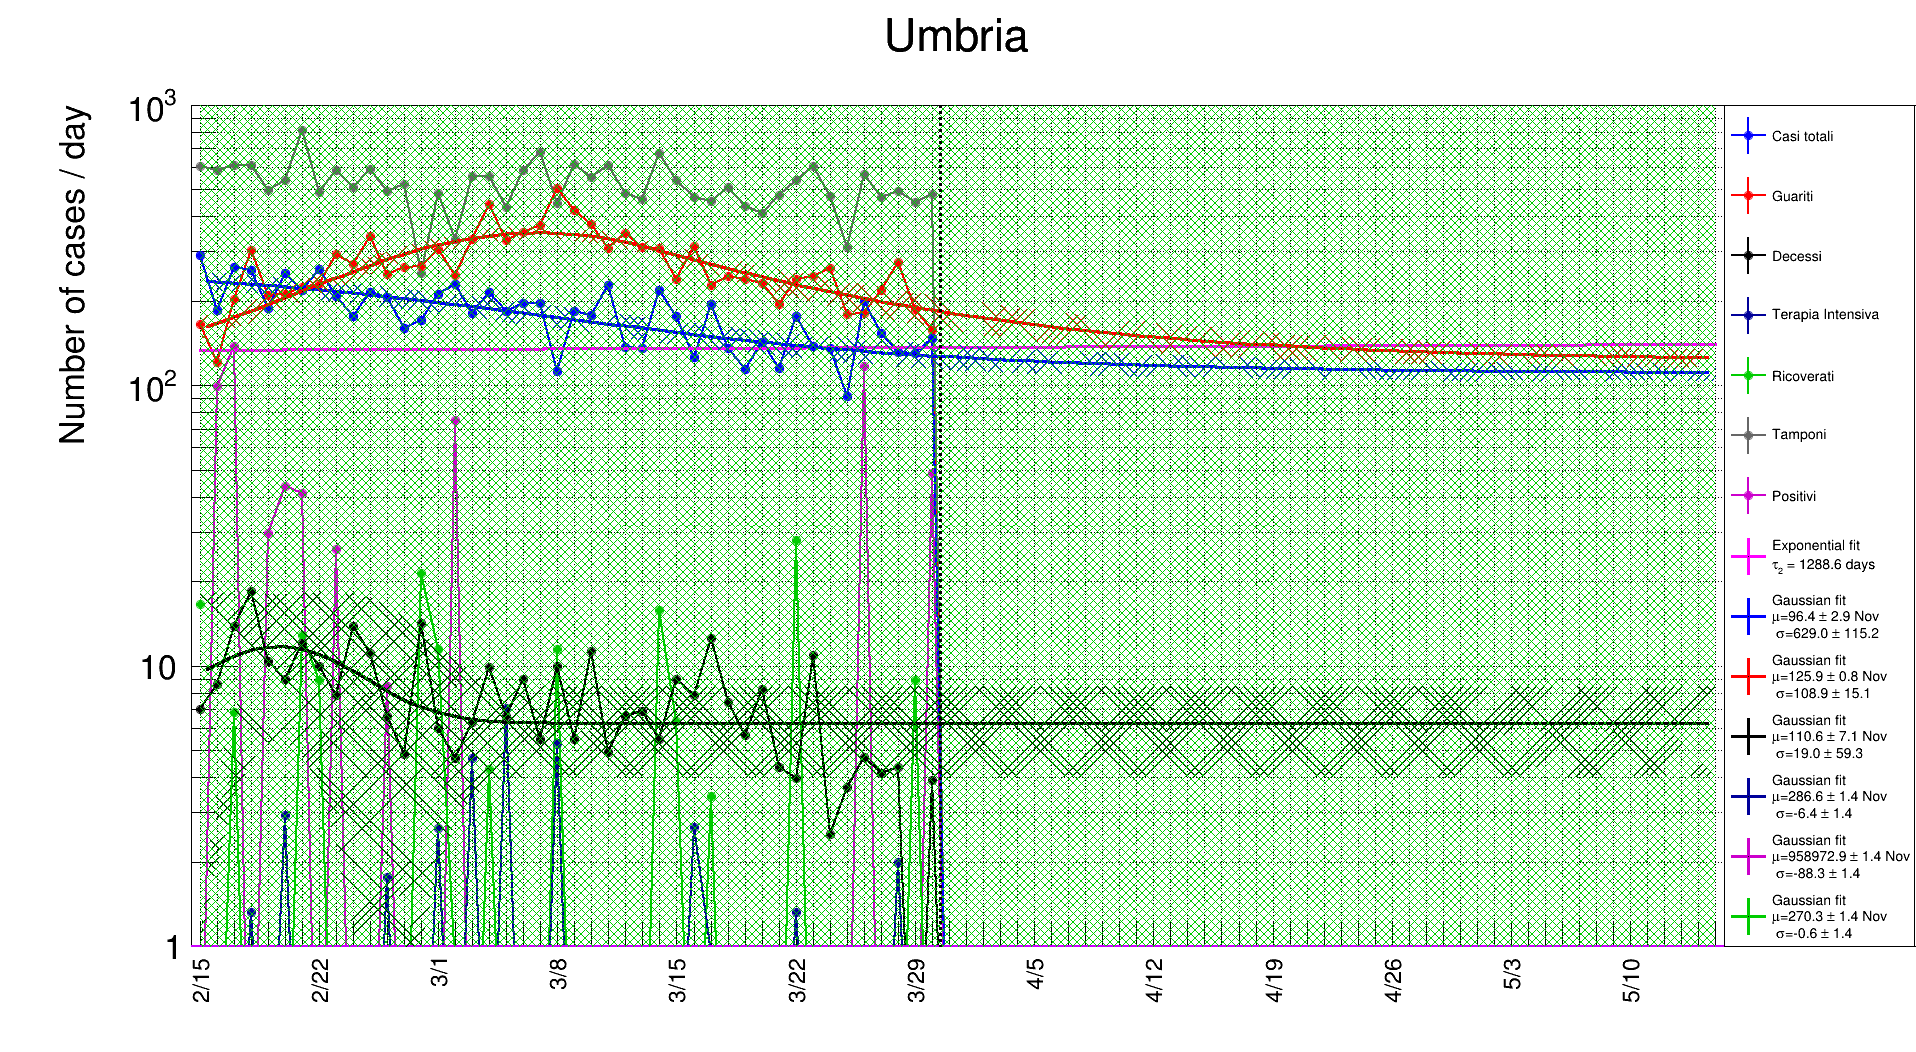 Umbria
Number of cases / day
10³
10²
10
1
2/15
2/22
3/1
3/8
3/15
3/22
3/29
4/5
4/12
4/19
4/26
5/3
5/10
Casi totali
Guariti
Decessi
Terapia Intensiva
Ricoverati
Tamponi
Positivi
Exponential fit
τ₂ = 1288.6 days
Gaussian fit
μ=96.4 ± 2.9 Nov
σ=629.0 ± 115.2
Gaussian fit
μ=125.9 ± 0.8 Nov
σ=108.9 ± 15.1
Gaussian fit
μ=110.6 ± 7.1 Nov
σ=19.0 ± 59.3
Gaussian fit
μ=286.6 ± 1.4 Nov
σ=-6.4 ± 1.4
Gaussian fit
μ=958972.9 ± 1.4 Nov
σ=-88.3 ± 1.4
Gaussian fit
μ=270.3 ± 1.4 Nov
σ=-0.6 ± 1.4